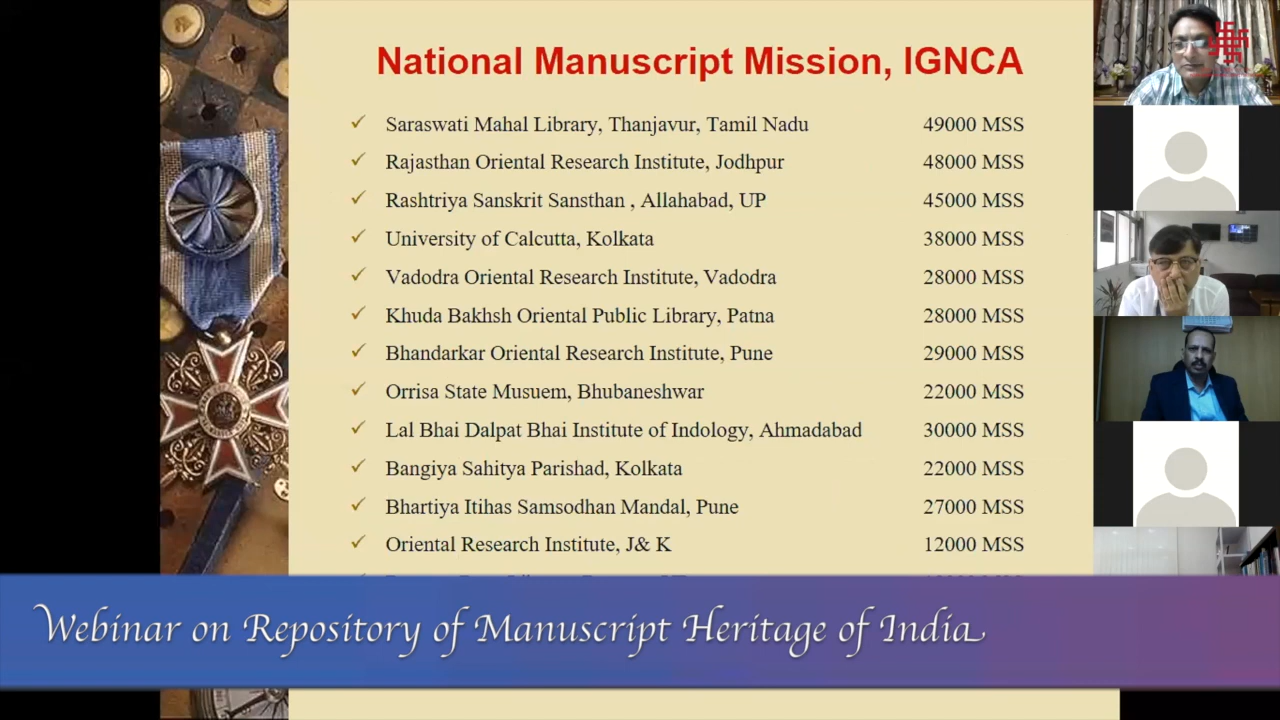 National Manuscript Mission, IGNCA
Saraswati Mahal Library, Thanjavur, Tamil Nadu 49000 MSS
Rajasthan Oriental Research Institute, Jodhpur 48000 MSS
Rashtriya Sanskrit Sansthan , Allahabad, UP 45000 MSS
University of Calcutta, Kolkata 38000 MSS
Vadodra Oriental Research Institute, Vadodra 28000 MSS
Khuda Bakhsh Oriental Public Library, Patna 28000 MSS
Bhandarkar Oriental Research Institute, Pune 29000 MSS
Orrisa State Musuem, Bhubaneshwar 22000 MSS
Lal Bhai Dalpat Bhai Institute of Indology, Ahmadabad 30000 MSS
Bangiya Sahitya Parishad, Kolkata 22000 MSS
Bhartiya Itihas Samsodhan Mandal, Pune 27000 MSS
Oriental Research Institute, J& K 12000 MSS
Webinar on Repository of Manuscript Heritage of India